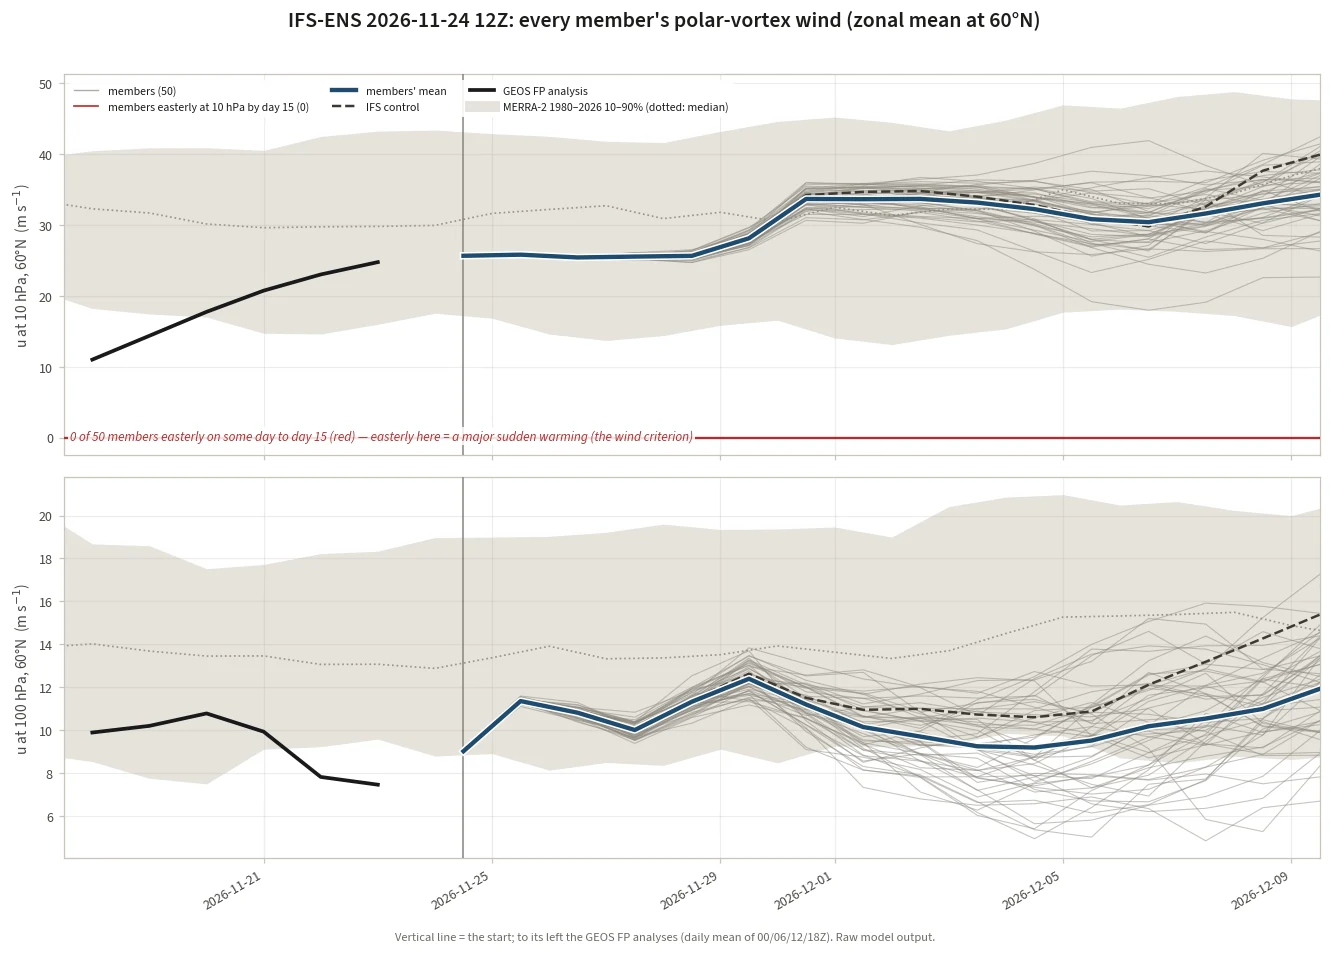 IFS-ENS 2026-11-24 12Z: every member's polar-vortex wind (zonal mean at 60°N)
members (50)
members easterly at 10 hPa by day 15 (0)
members' mean
IFS control
GEOS FP analysis
MERRA-2 1980–2026 10–90% (dotted: median)
u at 10 hPa, 60°N (m s⁻¹)
50
40
30
20
10
0
0 of 50 members easterly on some day to day 15 (red) — easterly here = a major sudden warming (the wind criterion)
u at 100 hPa, 60°N (m s⁻¹)
20
18
16
14
12
10
8
6
2026-11-21
2026-11-25
2026-11-29
2026-12-01
2026-12-05
2026-12-09
Vertical line = the start; to its left the GEOS FP analyses (daily mean of 00/06/12/18Z). Raw model output.